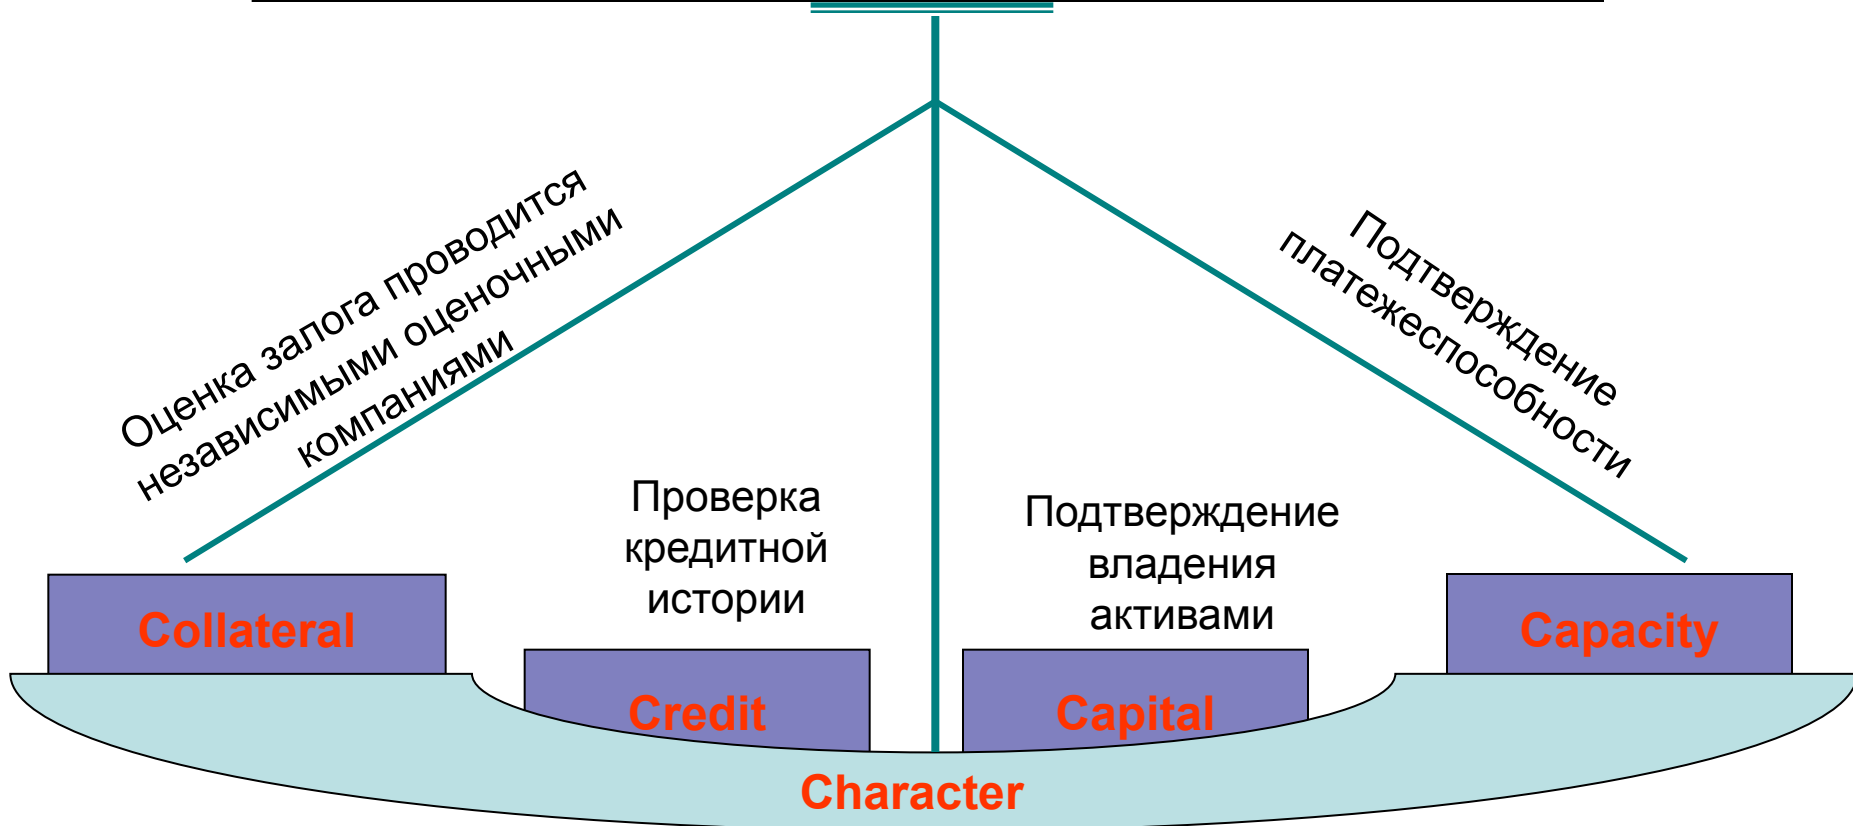 Оценка залога проводится
независимыми оценочными
компаниями
Подтверждение
платежеспособности
Проверка
кредитной
истории
Подтверждение
владения
активами
Collateral
Credit
Capital
Capacity
Character